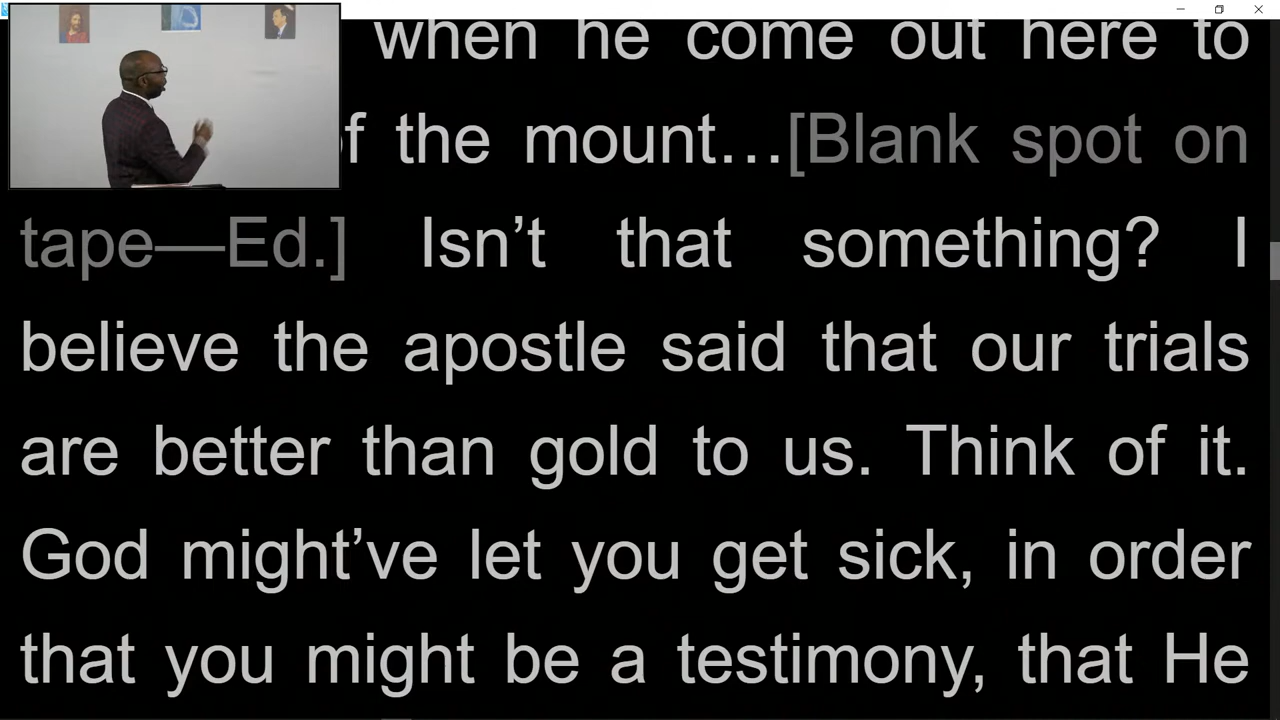 when he come out here to
of the mount…[Blank spot on
tape—Ed.] Isn’t that something? I
believe the apostle said that our trials
are better than gold to us. Think of it.
God might’ve let you get sick, in order
that you might be a testimony, that He